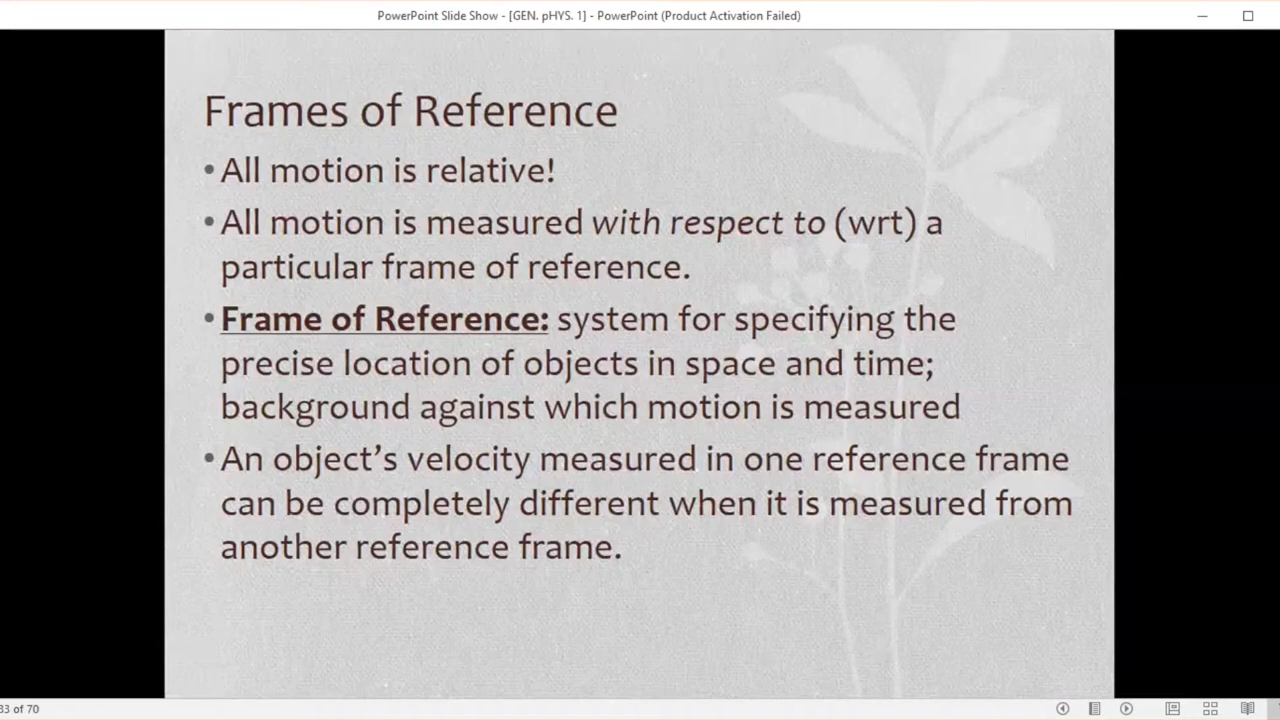 PowerPoint Slide Show - [GEN. pHYS. 1] - PowerPoint (Product Activation Failed)
Frames of Reference
•All motion is relative!
•All motion is measured with respect to (wrt) a
particular frame of reference.
•Frame of Reference: system for specifying the
precise location of objects in space and time;
background against which motion is measured
•An object’s velocity measured in one reference frame
can be completely different when it is measured from
another reference frame.
33 of 70